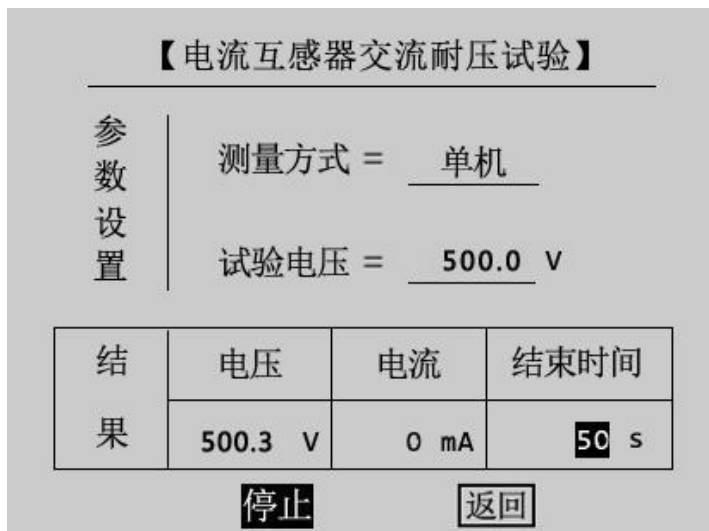 【电流互感器交流耐压试验】
参数设置
测量方式 = 单机
试验电压 = 500.0 V
结果 电压 电流 结束时间
500.3 V 0 mA 50 s
停止 返回